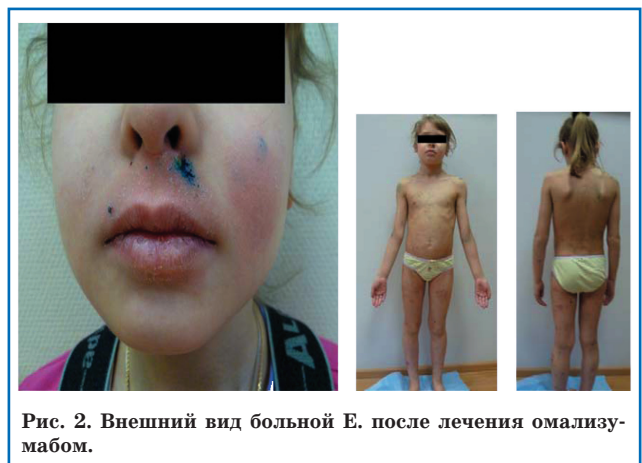 Рис. 2. Внешний вид больной Е. после лечения омализу-
мабом.